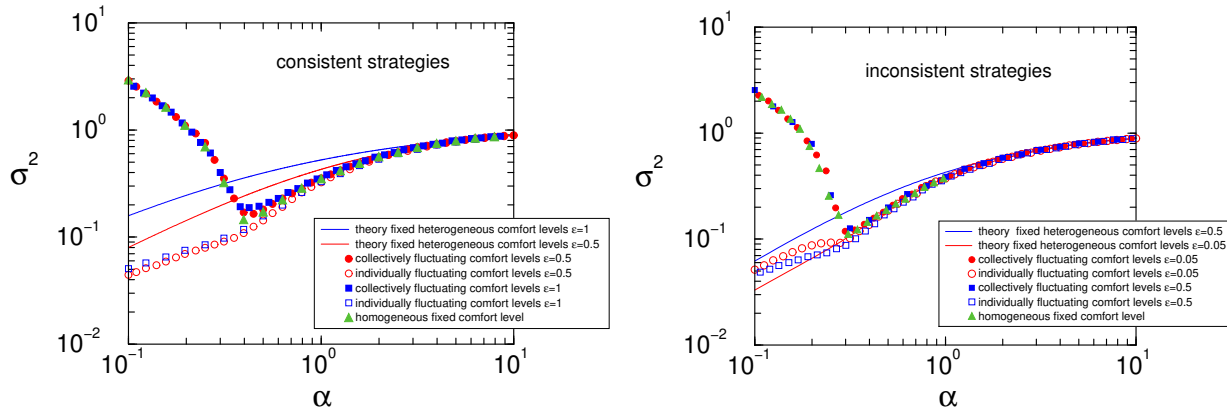 10^1
consistent strategies
10^0
σ^2
10^-1
theory fixed heterogeneous comfort levels ε=1
theory fixed heterogeneous comfort levels ε=0.5
collectively fluctuating comfort levels ε=0.5
individually fluctuating comfort levels ε=0.5
collectively fluctuating comfort levels ε=1
individually fluctuating comfort levels ε=1
homogeneous fixed comfort level
10^-2
10^-1 10^0 10^1
α
10^1
inconsistent strategies
10^0
σ^2
10^-1
theory fixed heterogeneous comfort levels ε=0.5
theory fixed heterogeneous comfort levels ε=0.05
collectively fluctuating comfort levels ε=0.05
individually fluctuating comfort levels ε=0.05
collectively fluctuating comfort levels ε=0.5
individually fluctuating comfort levels ε=0.5
homogeneous fixed comfort level
10^-2
10^-1 10^0 10^1
α